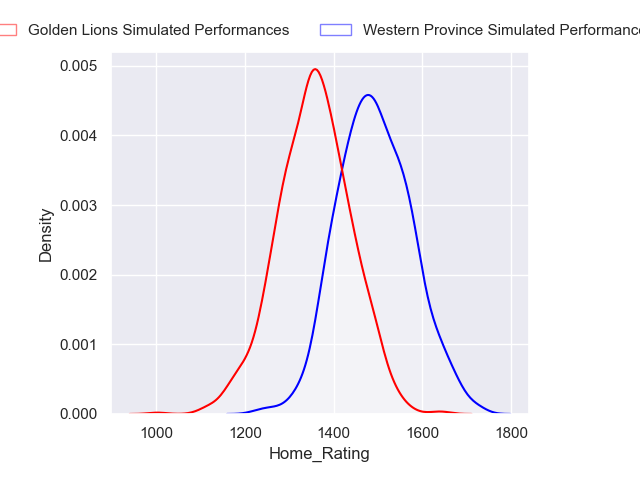 Golden Lions Simulated Performances Western Province Simulated Performanc
0.005
0.004
0.003
0.002
0.001
0.000
Density
1000 1200 1400 1600 1800
Home_Rating